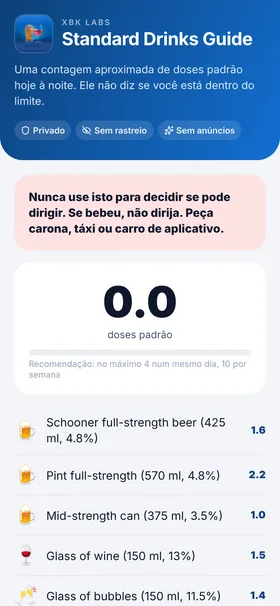 XBK LABS
Standard Drinks Guide
Uma contagem aproximada de doses padrão
hoje à noite. Ele não diz se você está dentro do
limite.
Privado
Sem rastreio
Sem anúncios
Nunca use isto para decidir se pode
dirigir. Se bebeu, não dirija. Peça
carona, táxi ou carro de aplicativo.
0.0
doses padrão
Recomendação: no máximo 4 num mesmo dia, 10 por
semana
Schooner full-strength beer (425
ml, 4.8%)
1.6
Pint full-strength (570 ml, 4.8%)
2.2
Mid-strength can (375 ml, 3.5%)
1.0
Glass of wine (150 ml, 13%)
1.5
Glass of bubbles (150 ml, 11.5%)
1.4